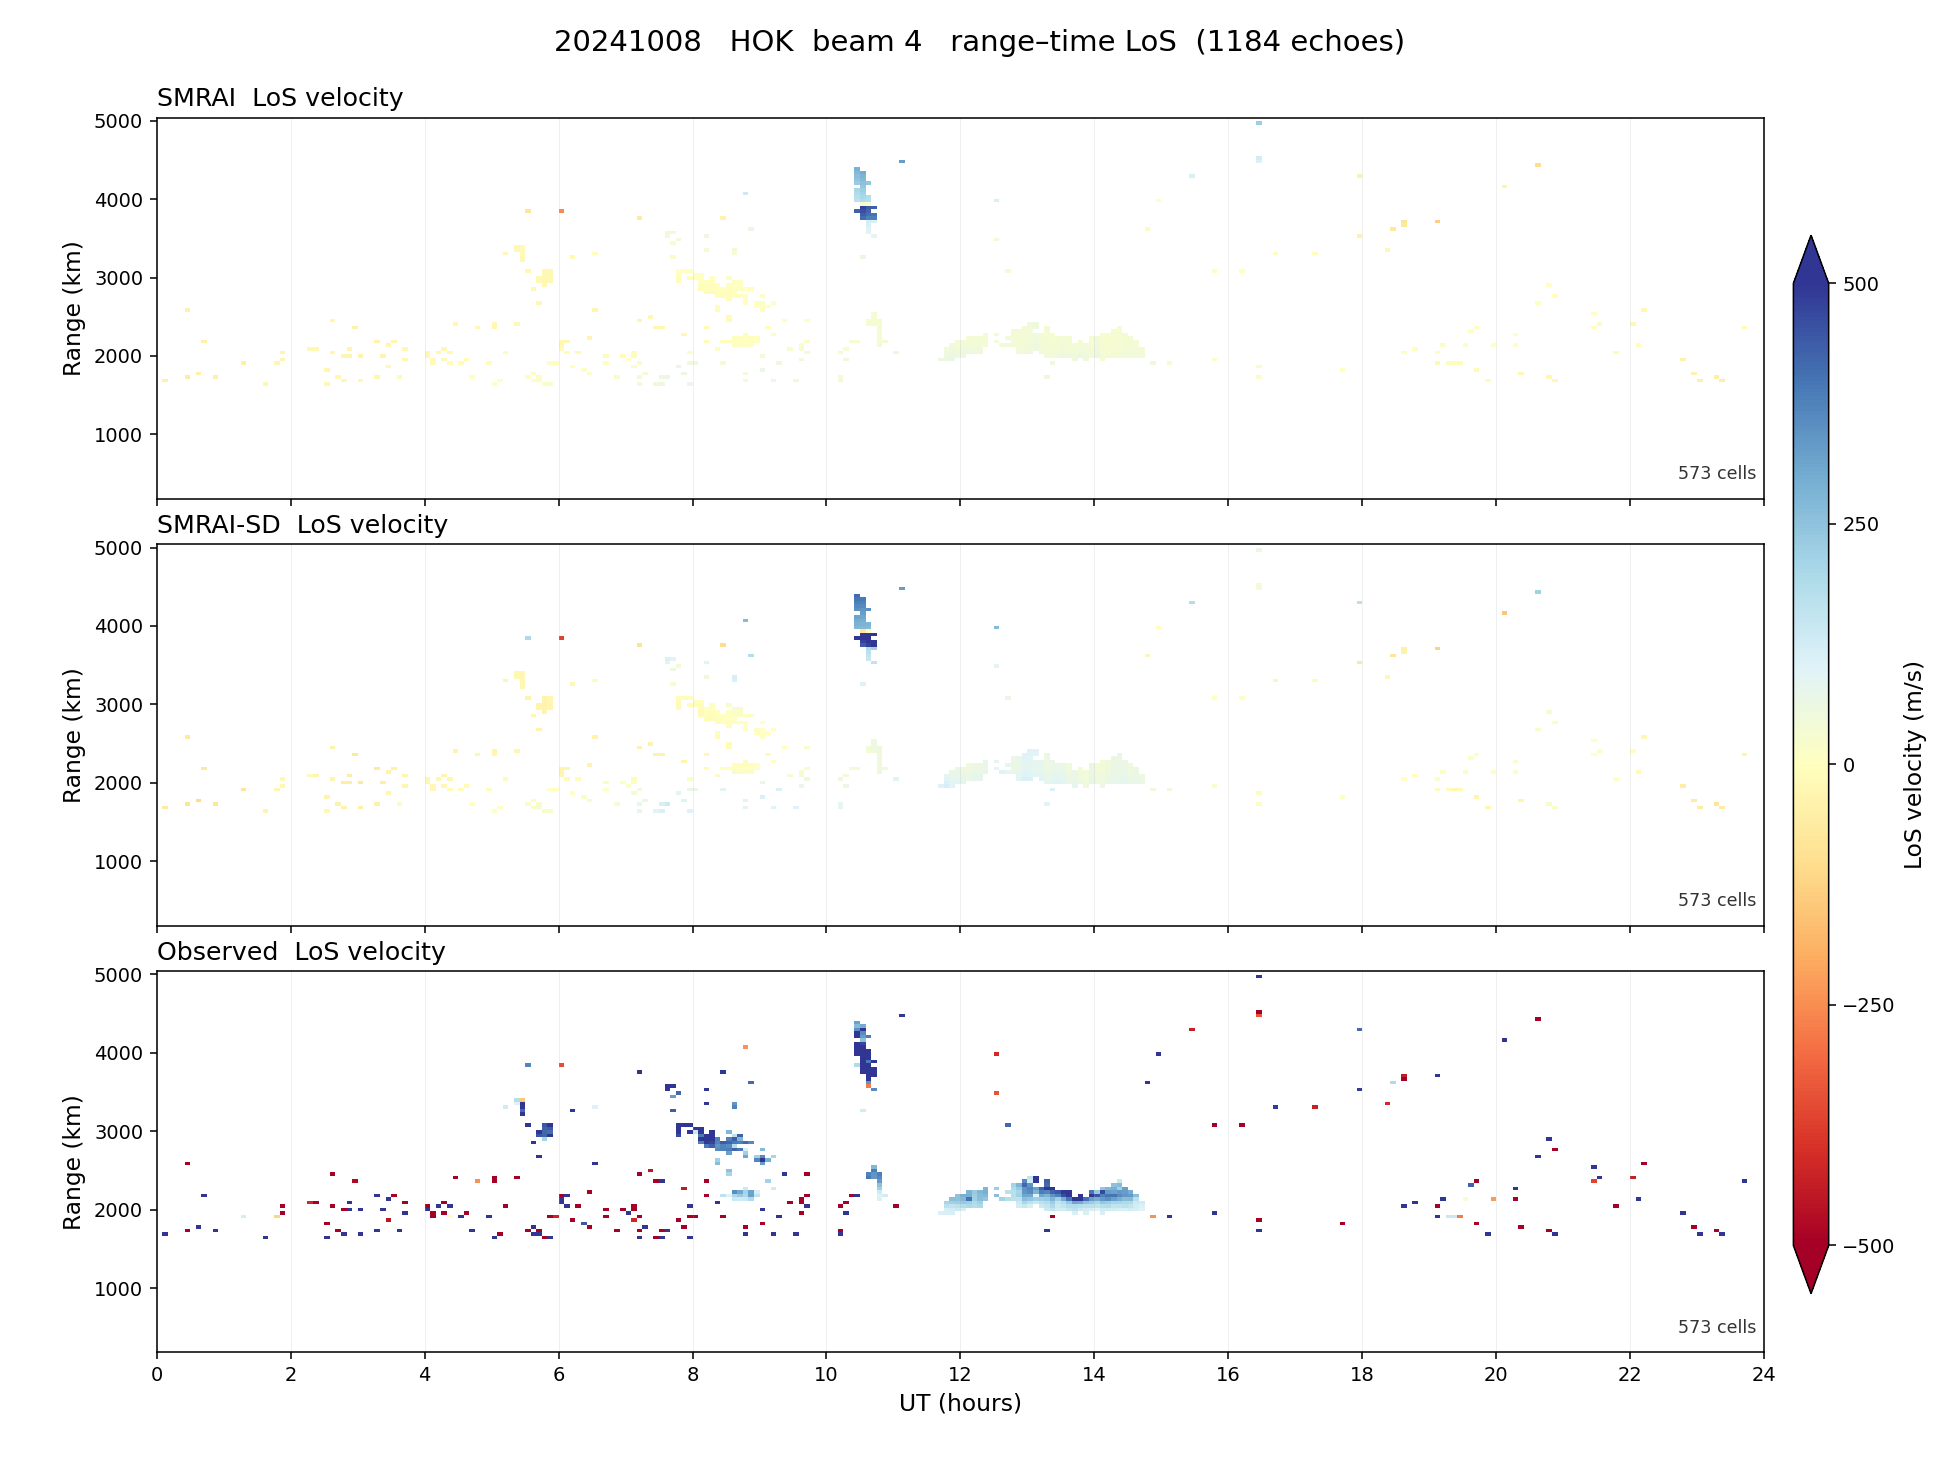 20241008   HOK  beam 4   range–time LoS  (1184 echoes)
SMRAI  LoS velocity
5000
4000
3000
2000
1000
Range (km)
573 cells
SMRAI-SD  LoS velocity
5000
4000
3000
2000
1000
Range (km)
573 cells
Observed  LoS velocity
5000
4000
3000
2000
1000
Range (km)
573 cells
0 2 4 6 8 10 12 14 16 18 20 22 24
UT (hours)
500
250
0
−250
−500
LoS velocity (m/s)